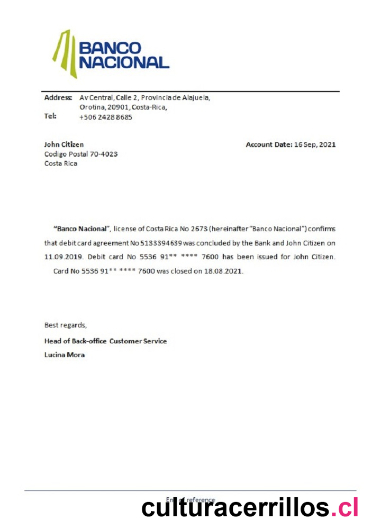 BANCO
NACIONAL
Address: Av Central, Calle 2, Provincia de Alajuela,
Orotina, 20901, Costa-Rica,
Tel: +506 2428 8685
John Citizen Account Date: 16 Sep, 2021
Codigo Postal 70-4023
Costa Rica
"Banco Nacional", license of Costa Rica No 2673 (hereinafter "Banco Nacional") confirms
that debit card agreement No 5183394689 was concluded by the Bank and John Citizen on
11.09.2019. Debit card No 5536 91** **** 7600 has been issued for John Citizen.
Card No 5536 91** **** 7600 was closed on 18.08.2021.
Best regards,
Head of Back-office Customer Service
Lucina Mora
End of reference
culturacerrillos.cl